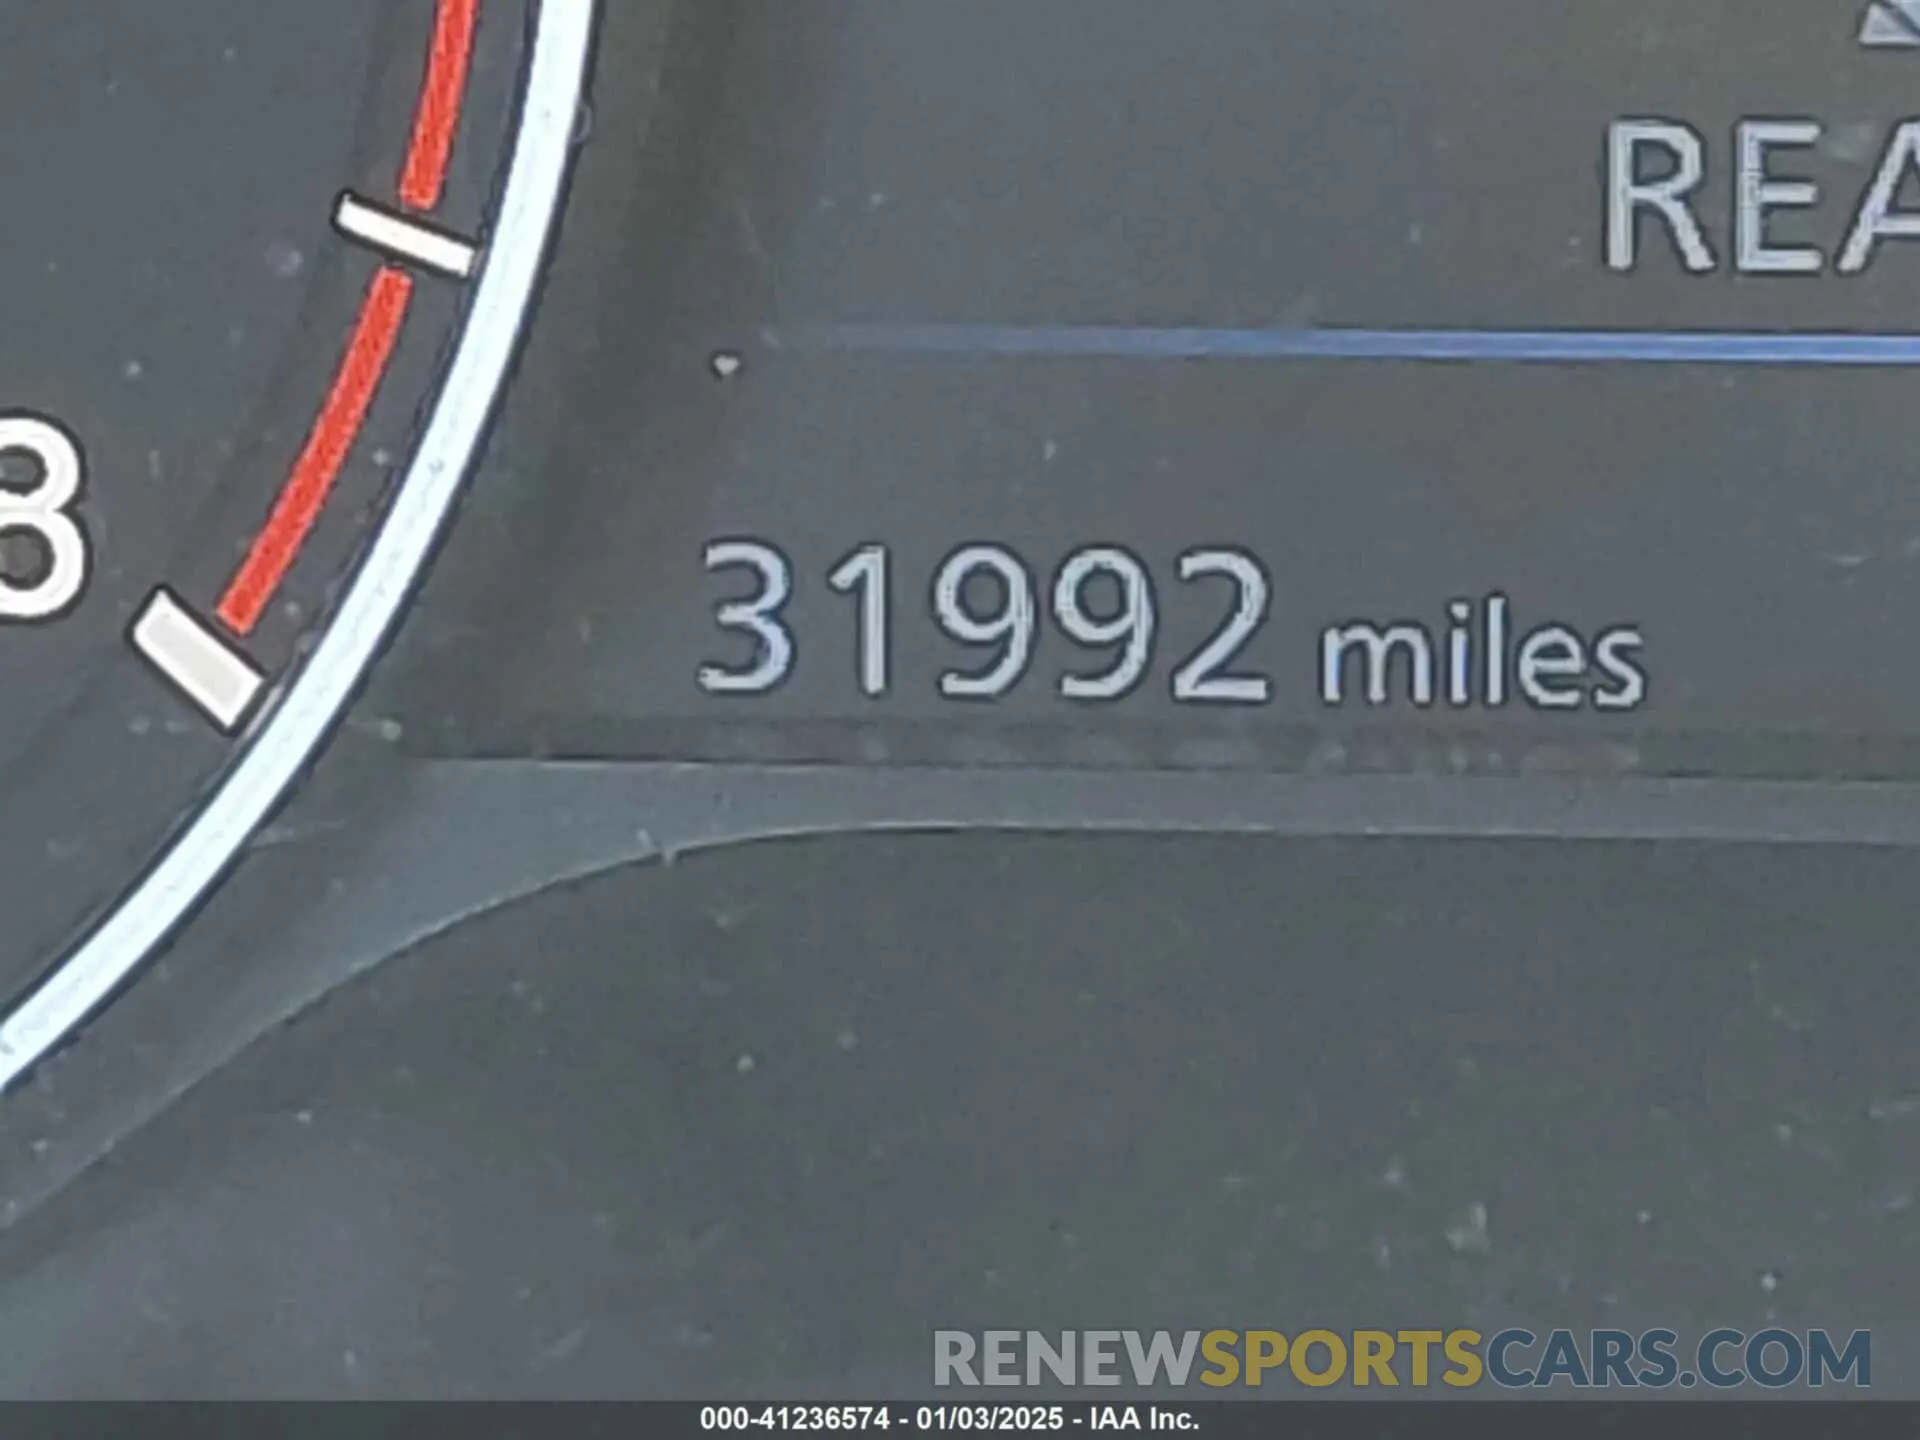 REA
8
31992 miles
RENEWSPORTSCARS.COM
000-41236574 - 01/03/2025 - IAA Inc.